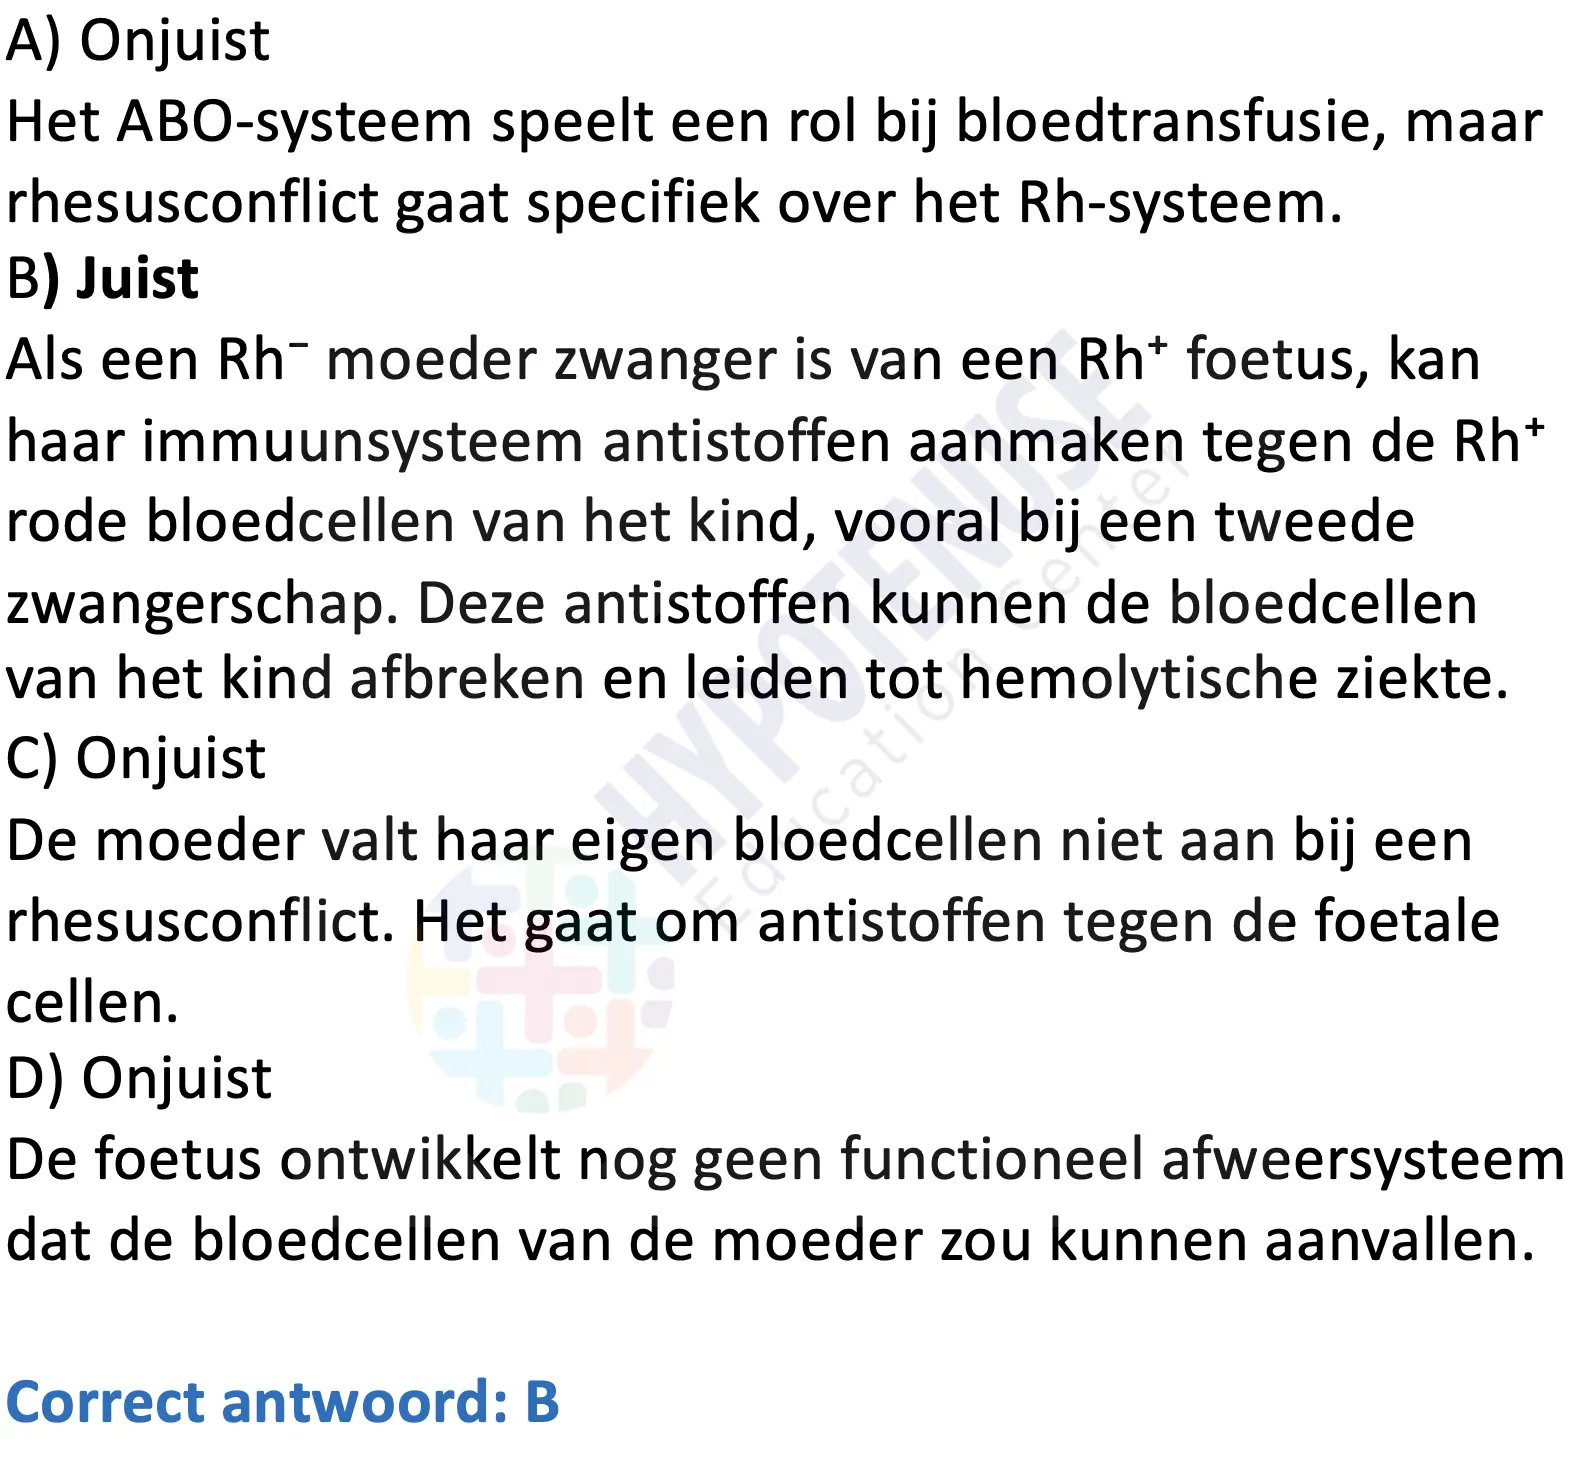 A) Onjuist
Het ABO-systeem speelt een rol bij bloedtransfusie, maar
rhesusconflict gaat specifiek over het Rh-systeem.
B) Juist
Als een Rh⁻ moeder zwanger is van een Rh⁺ foetus, kan
haar immuunsysteem antistoffen aanmaken tegen de Rh⁺
rode bloedcellen van het kind, vooral bij een tweede
zwangerschap. Deze antistoffen kunnen de bloedcellen
van het kind afbreken en leiden tot hemolytische ziekte.
C) Onjuist
De moeder valt haar eigen bloedcellen niet aan bij een
rhesusconflict. Het gaat om antistoffen tegen de foetale
cellen.
D) Onjuist
De foetus ontwikkelt nog geen functioneel afweersysteem
dat de bloedcellen van de moeder zou kunnen aanvallen.
Correct antwoord: B
HYPOTENUSE
Education Center